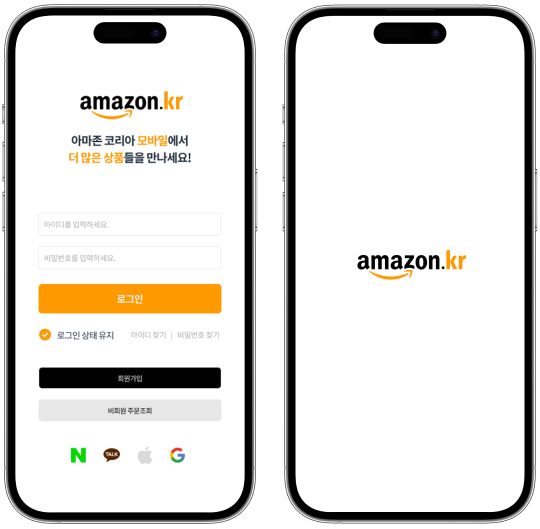 amazon.kr
아마존 코리아 모바일에서
더 많은 상품들을 만나세요!
아이디를 입력하세요.
비밀번호를 입력하세요.
로그인
로그인 상태 유지 아이디 찾기 | 비밀번호 찾기
회원가입
비회원 주문조회
N TALK G
amazon.kr